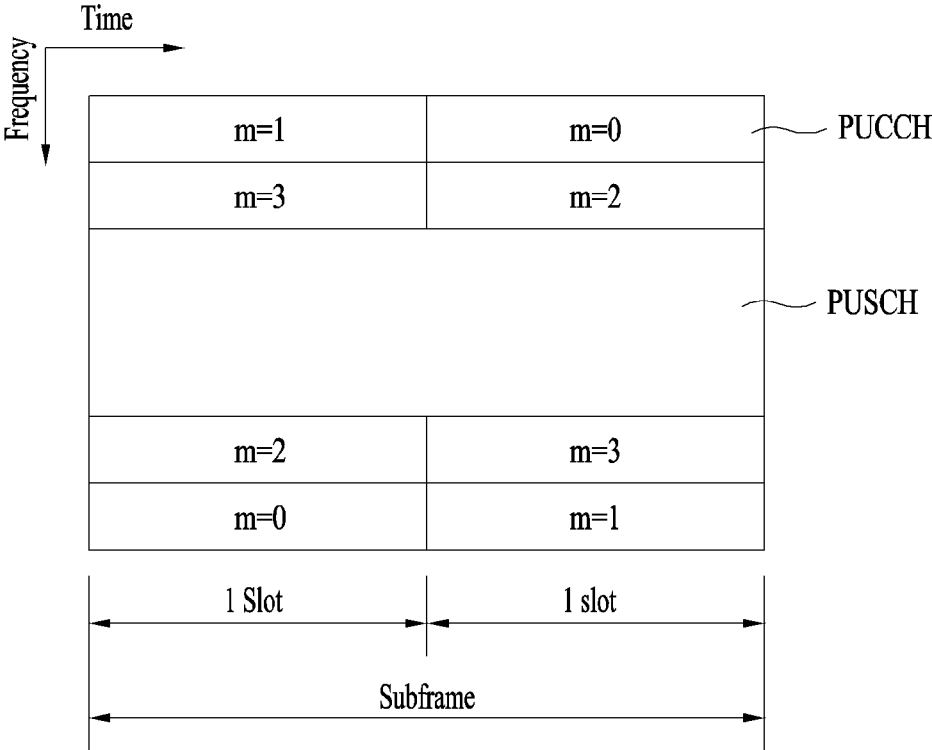 Time
Frequency
m=1
m=0
PUCCH
m=3
m=2
PUSCH
m=2
m=3
m=0
m=1
1 Slot
1 slot
Subframe